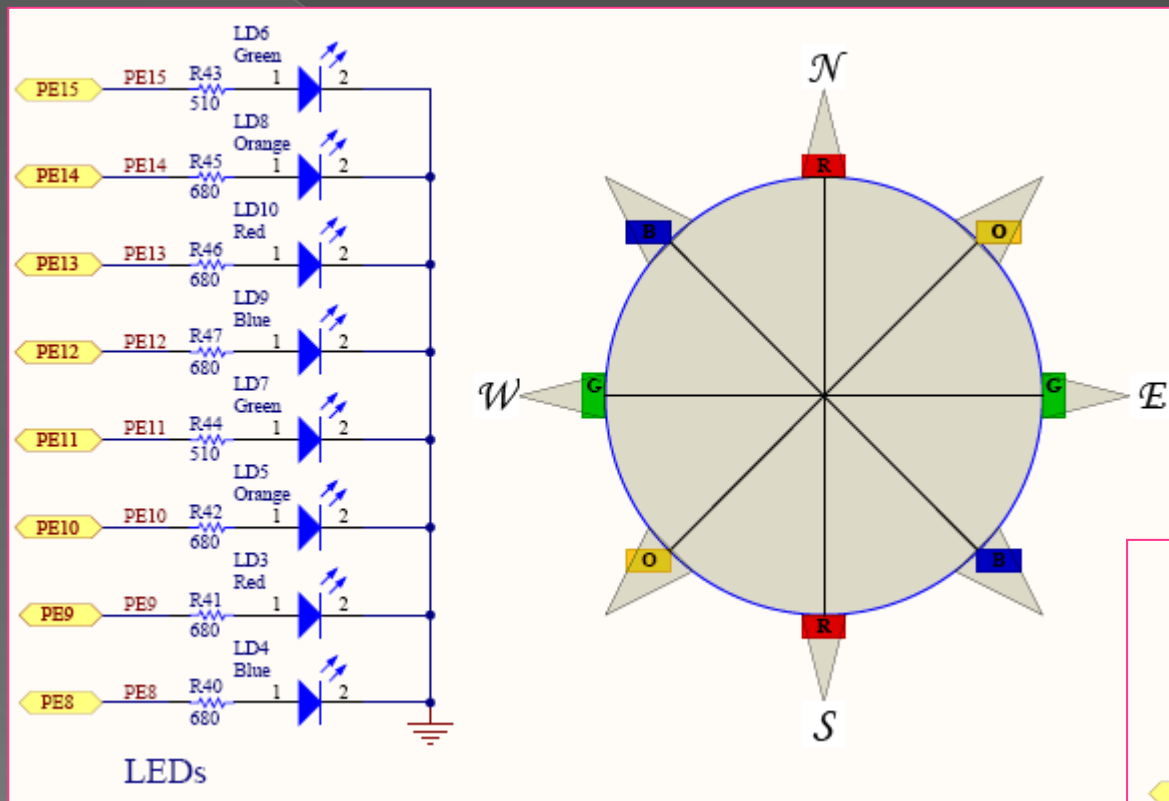 LD6
Green
PE15 PE15 R43 1 2
510
LD8
Orange
PE14 PE14 R45 1 2
680
LD10
Red
PE13 PE13 R46 1 2
680
LD9
Blue
PE12 PE12 R47 1 2
680
LD7
Green
PE11 PE11 R44 1 2
510
LD5
Orange
PE10 PE10 R42 1 2
680
LD3
Red
PE9 PE9 R41 1 2
680
LD4
Blue
PE8 PE8 R40 1 2
680
LEDs
N
R
B O
W G G E
O B
R
S